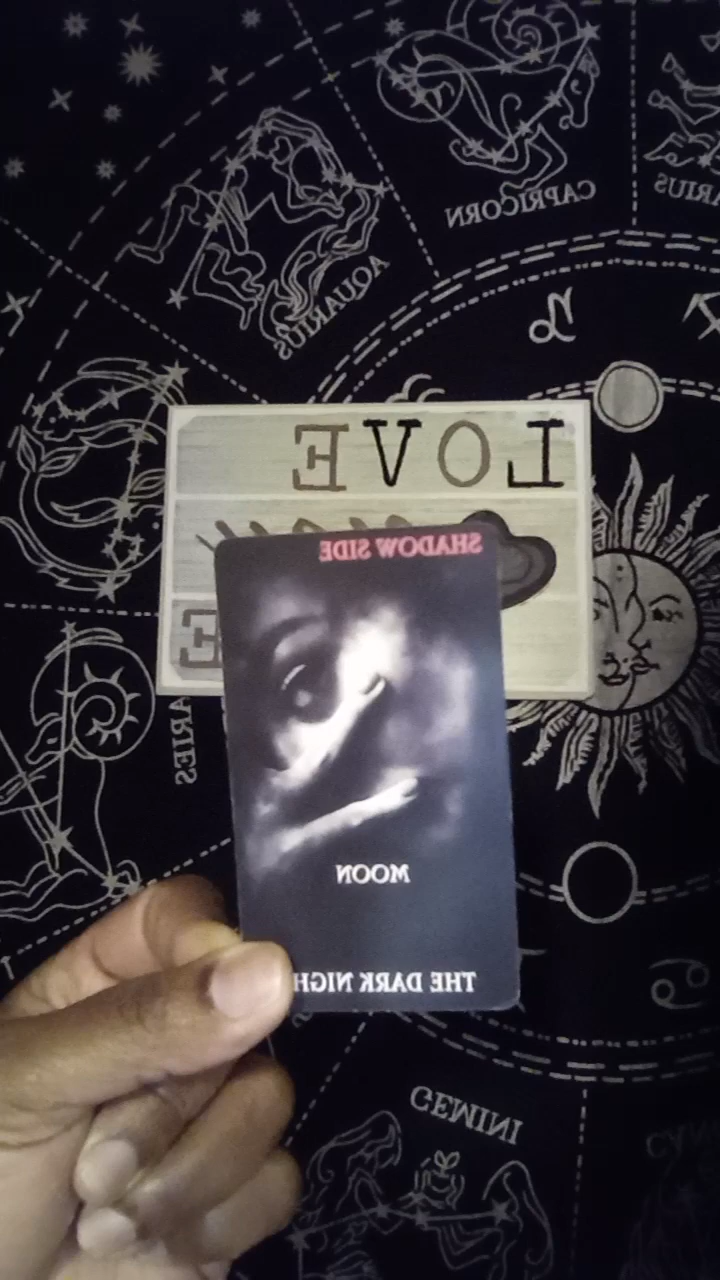 CAPRICORN
AQUARIUS
LOVE
E
SHADOW SIDE
ARIES
MOON
THE DARK NIGH
GEMINI